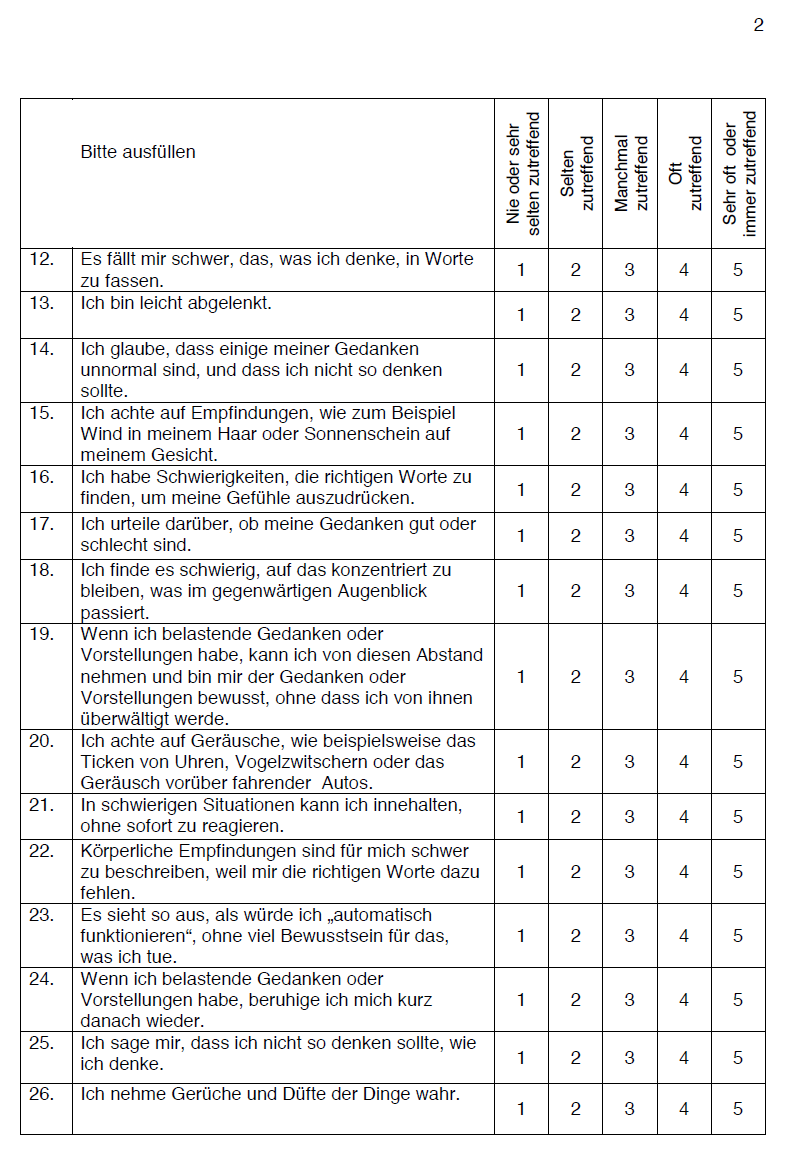 2
Bitte ausfüllen
Nie oder sehr
selten zutreffend
Selten
zutreffend
Manchmal
zutreffend
Oft
zutreffend
Sehr oft oder
immer zutreffend
12. Es fällt mir schwer, das, was ich denke, in Worte
zu fassen.
1 2 3 4 5
13. Ich bin leicht abgelenkt.
1 2 3 4 5
14. Ich glaube, dass einige meiner Gedanken
unnormal sind, und dass ich nicht so denken
sollte.
1 2 3 4 5
15. Ich achte auf Empfindungen, wie zum Beispiel
Wind in meinem Haar oder Sonnenschein auf
meinem Gesicht.
1 2 3 4 5
16. Ich habe Schwierigkeiten, die richtigen Worte zu
finden, um meine Gefühle auszudrücken.
1 2 3 4 5
17. Ich urteile darüber, ob meine Gedanken gut oder
schlecht sind.
1 2 3 4 5
18. Ich finde es schwierig, auf das konzentriert zu
bleiben, was im gegenwärtigen Augenblick
passiert.
1 2 3 4 5
19. Wenn ich belastende Gedanken oder
Vorstellungen habe, kann ich von diesen Abstand
nehmen und bin mir der Gedanken oder
Vorstellungen bewusst, ohne dass ich von ihnen
überwältigt werde.
1 2 3 4 5
20. Ich achte auf Geräusche, wie beispielsweise das
Ticken von Uhren, Vogelzwitschern oder das
Geräusch vorüber fahrender Autos.
1 2 3 4 5
21. In schwierigen Situationen kann ich innehalten,
ohne sofort zu reagieren.
1 2 3 4 5
22. Körperliche Empfindungen sind für mich schwer
zu beschreiben, weil mir die richtigen Worte dazu
fehlen.
1 2 3 4 5
23. Es sieht so aus, als würde ich „automatisch
funktionieren“, ohne viel Bewusstsein für das,
was ich tue.
1 2 3 4 5
24. Wenn ich belastende Gedanken oder
Vorstellungen habe, beruhige ich mich kurz
danach wieder.
1 2 3 4 5
25. Ich sage mir, dass ich nicht so denken sollte, wie
ich denke.
1 2 3 4 5
26. Ich nehme Gerüche und Düfte der Dinge wahr.
1 2 3 4 5